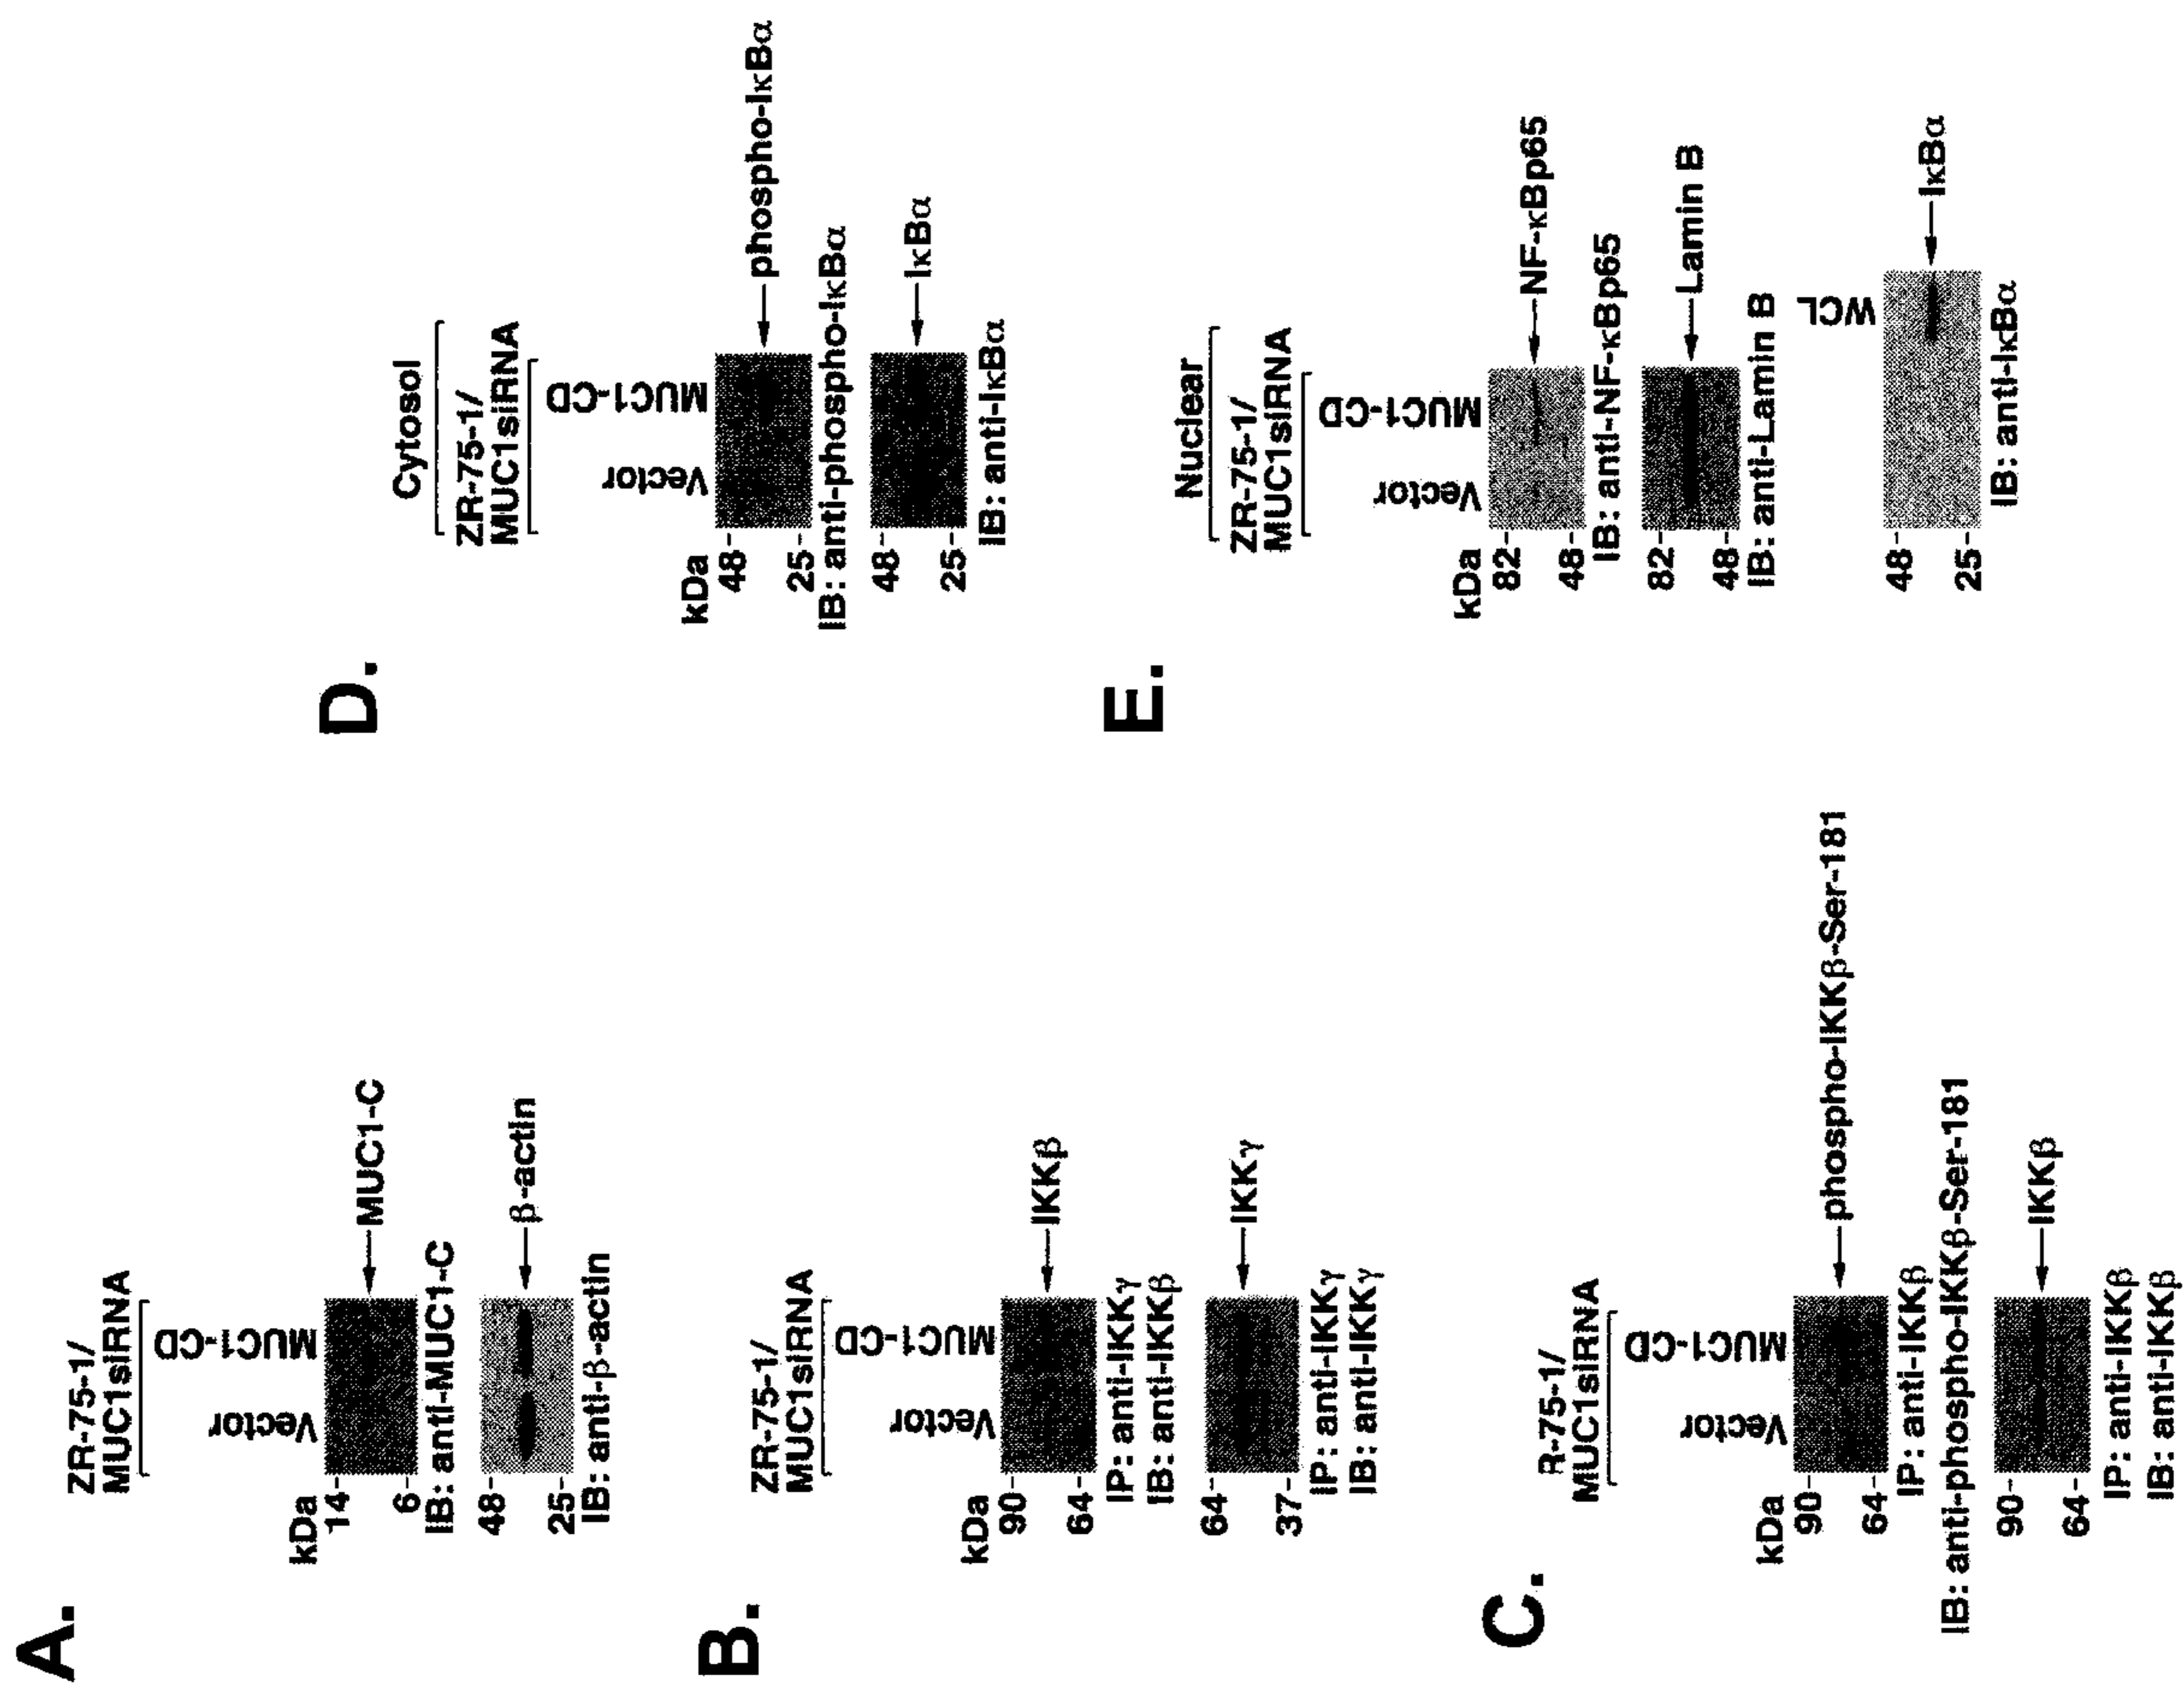 A.
ZR-75-1/
MUC1siRNA
Vector
MUC1-CD
kDa
14-
6-
MUC1-C
IB: anti-MUC1-C
48-
25-
β-actin
IB: anti-β-actin
B.
ZR-75-1/
MUC1siRNA
Vector
MUC1-CD
kDa
90-
64-
IKKβ
IP: anti-IKKγ
IB: anti-IKKβ
64-
37-
IKKγ
IP: anti-IKKγ
IB: anti-IKKγ
C.
R-75-1/
MUC1siRNA
Vector
MUC1-CD
kDa
90-
64-
phospho-IKKβ-Ser-181
IP: anti-IKKβ
IB: anti-phospho-IKKβ-Ser-181
90-
64-
IKKβ
IP: anti-IKKβ
IB: anti-IKKβ
D.
Cytosol
ZR-75-1/
MUC1siRNA
Vector
MUC1-CD
kDa
48-
25-
phospho-IκBα
IB: anti-phospho-IκBα
48-
25-
IκBα
IB: anti-IκBα
E.
Nuclear
ZR-75-1/
MUC1siRNA
Vector
MUC1-CD
kDa
82-
48-
NF-κBp65
IB: anti-NF-κBp65
82-
48-
Lamin B
IB: anti-Lamin B
WCL
48-
25-
IκBα
IB: anti-IκBα